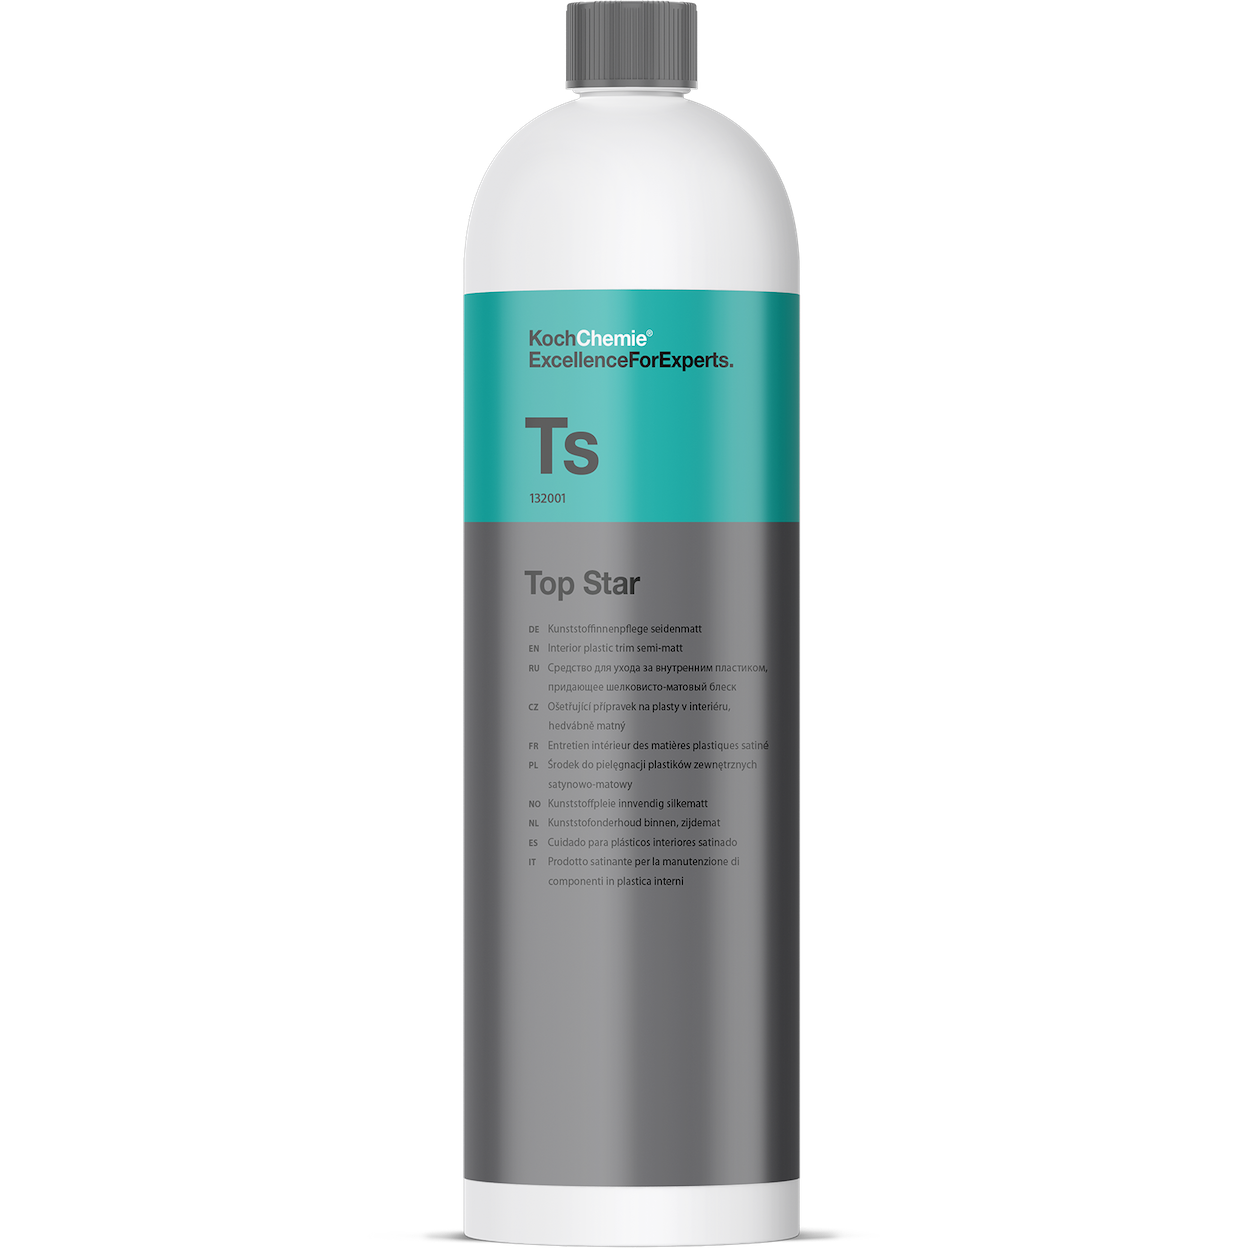 KochChemie®
ExcellenceForExperts.
Ts
132001
Top Star
DE Kunststoffinnenpflege seidenmatt
EN Interior plastic trim semi-matt
RU Средство для ухода за внутренним пластиком,
придающее шелковисто-матовый блеск
CZ Ošetřující přípravek na plasty v interiéru,
hedvábně matný
FR Entretien intérieur des matières plastiques satiné
PL Środek do pielęgnacji plastików zewnętrznych
satynowo-matowy
NO Kunststoffpleie innvendig silkematt
NL Kunststofonderhoud binnen, zijdemat
ES Cuidado para plásticos interiores satinado
IT Prodotto satinante per la manutenzione di
componenti in plastica interni